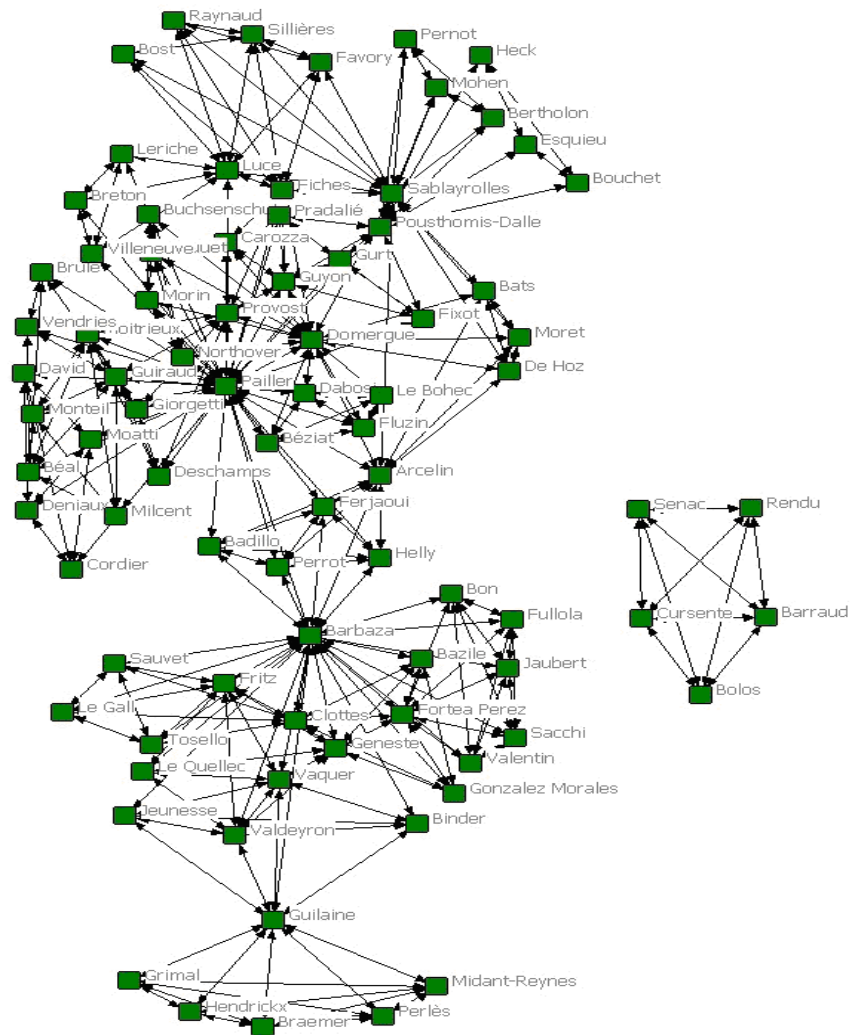 Raynaud
Sillières
Bost
Favory
Pernot
Heck
Mohen
Bertholon
Esquieu
Leriche
Luce
Fiches
Sablayrolles
Bouchet
Breton
Buchsenschutz
Pradalié
Pousthomis-Dalle
Villeneuve
Carozza
Gurt
Brulé
Guyon
Bats
Morin
Provost
Fixot
Vendries
Domergue
Moret
Northover
David
Guiraud
Pailler
Dabosi
Le Bohec
De Hoz
Monteil
Giorgetti
Fluzin
Moatti
Béziat
Béal
Deschamps
Arcelin
Deniaux
Milcent
Ferjaoui
Senac
Rendu
Badillo
Cordier
Perrot
Helly
Bon
Fullola
Cursente
Barraud
Barbaza
Sauvet
Bazile
Jaubert
Fritz
Bolos
Le Gall
Clottes
Fortea Perez
Tosello
Geneste
Sacchi
Le Quellec
Vaquer
Valentin
Gonzalez Morales
Jeunesse
Valdeyron
Binder
Guilaine
Grimal
Midant-Reynes
Hendrickx
Perlès
Braemer